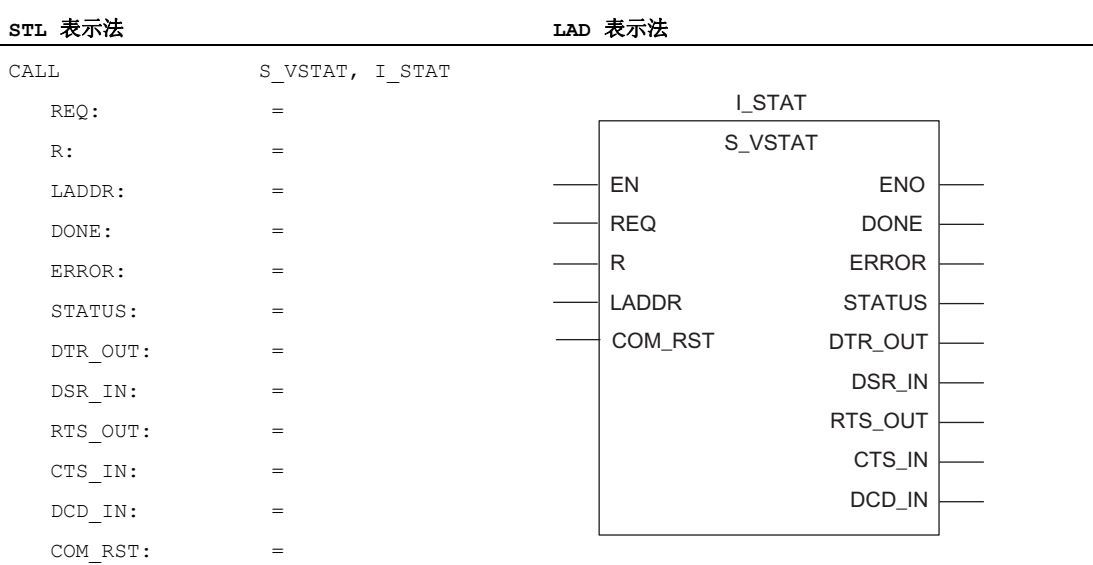 STL 表示法
CALL S_VSTAT, I_STAT
REQ: =
R: =
LADDR: =
DONE: =
ERROR: =
STATUS: =
DTR_OUT: =
DSR_IN: =
RTS_OUT: =
CTS_IN: =
DCD_IN: =
COM_RST: =
LAD 表示法
I_STAT
S_VSTAT
EN ENO
REQ DONE
R ERROR
LADDR STATUS
COM_RST DTR_OUT
DSR_IN
RTS_OUT
CTS_IN
DCD_IN